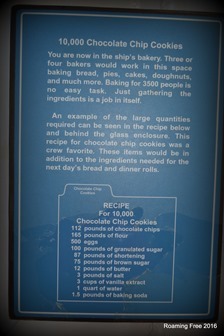 10,000 Chocolate Chip Cookies
You are now in the ship's bakery. Three or
four bakers would work in this space
baking bread, pies, cakes, doughnuts,
and much more. Baking for 3500 people is
no easy task. Just gathering the
ingredients is a job in itself.
An example of the large quantities
required can be seen in the recipe below
and behind the glass enclosure. This
recipe for chocolate chip cookies was a
crew favorite. These items would be in
addition to the ingredients needed for the
next day's bread and dinner rolls.
Chocolate Chip
Cookies
RECIPE
For 10,000
Chocolate Chip Cookies
112 pounds of chocolate chips
165 pounds of flour
500 eggs
100 pounds of granulated sugar
87 pounds of shortening
75 pounds of brown sugar
12 pounds of butter
3 pounds of salt
3 cups of vanilla extract
1 quart of water
1.5 pounds of baking soda
Roaming Free 2016